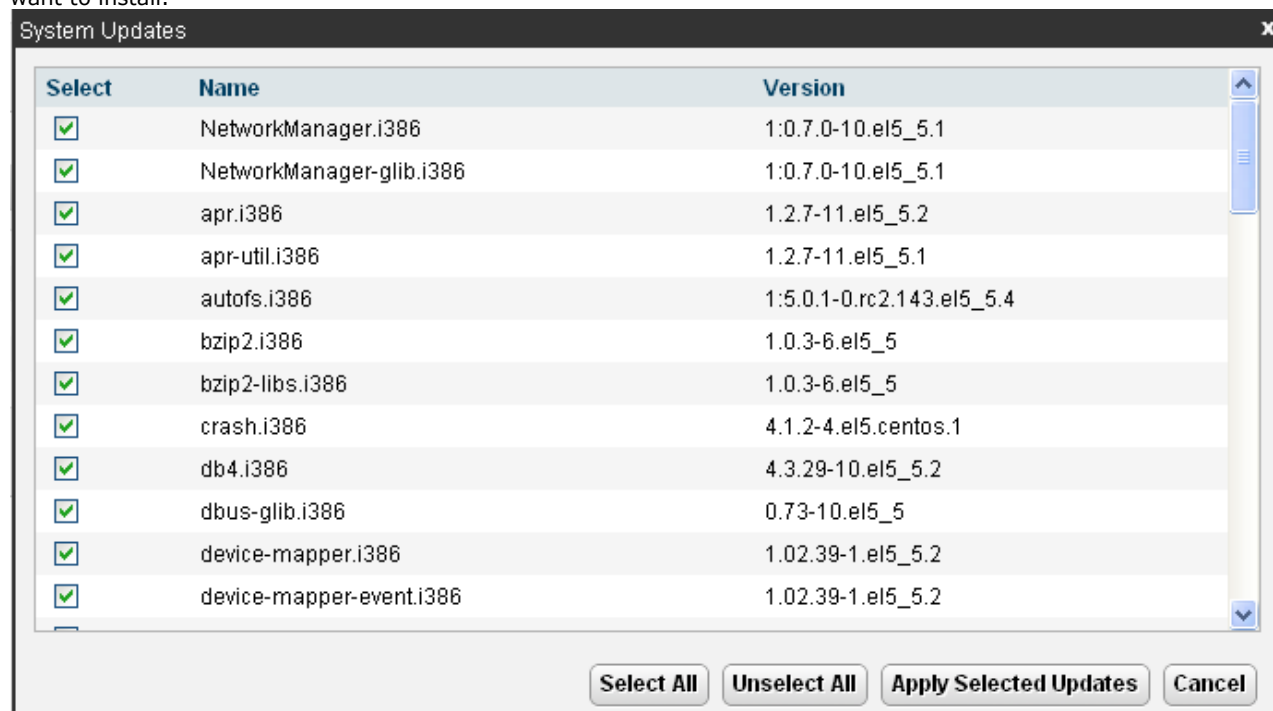 want to install.
System Updates x
Select Name Version
NetworkManager.i386 1:0.7.0-10.el5_5.1
NetworkManager-glib.i386 1:0.7.0-10.el5_5.1
apr.i386 1.2.7-11.el5_5.2
apr-util.i386 1.2.7-11.el5_5.1
autofs.i386 1:5.0.1-0.rc2.143.el5_5.4
bzip2.i386 1.0.3-6.el5_5
bzip2-libs.i386 1.0.3-6.el5_5
crash.i386 4.1.2-4.el5.centos.1
db4.i386 4.3.29-10.el5_5.2
dbus-glib.i386 0.73-10.el5_5
device-mapper.i386 1.02.39-1.el5_5.2
device-mapper-event.i386 1.02.39-1.el5_5.2
Select All Unselect All Apply Selected Updates Cancel